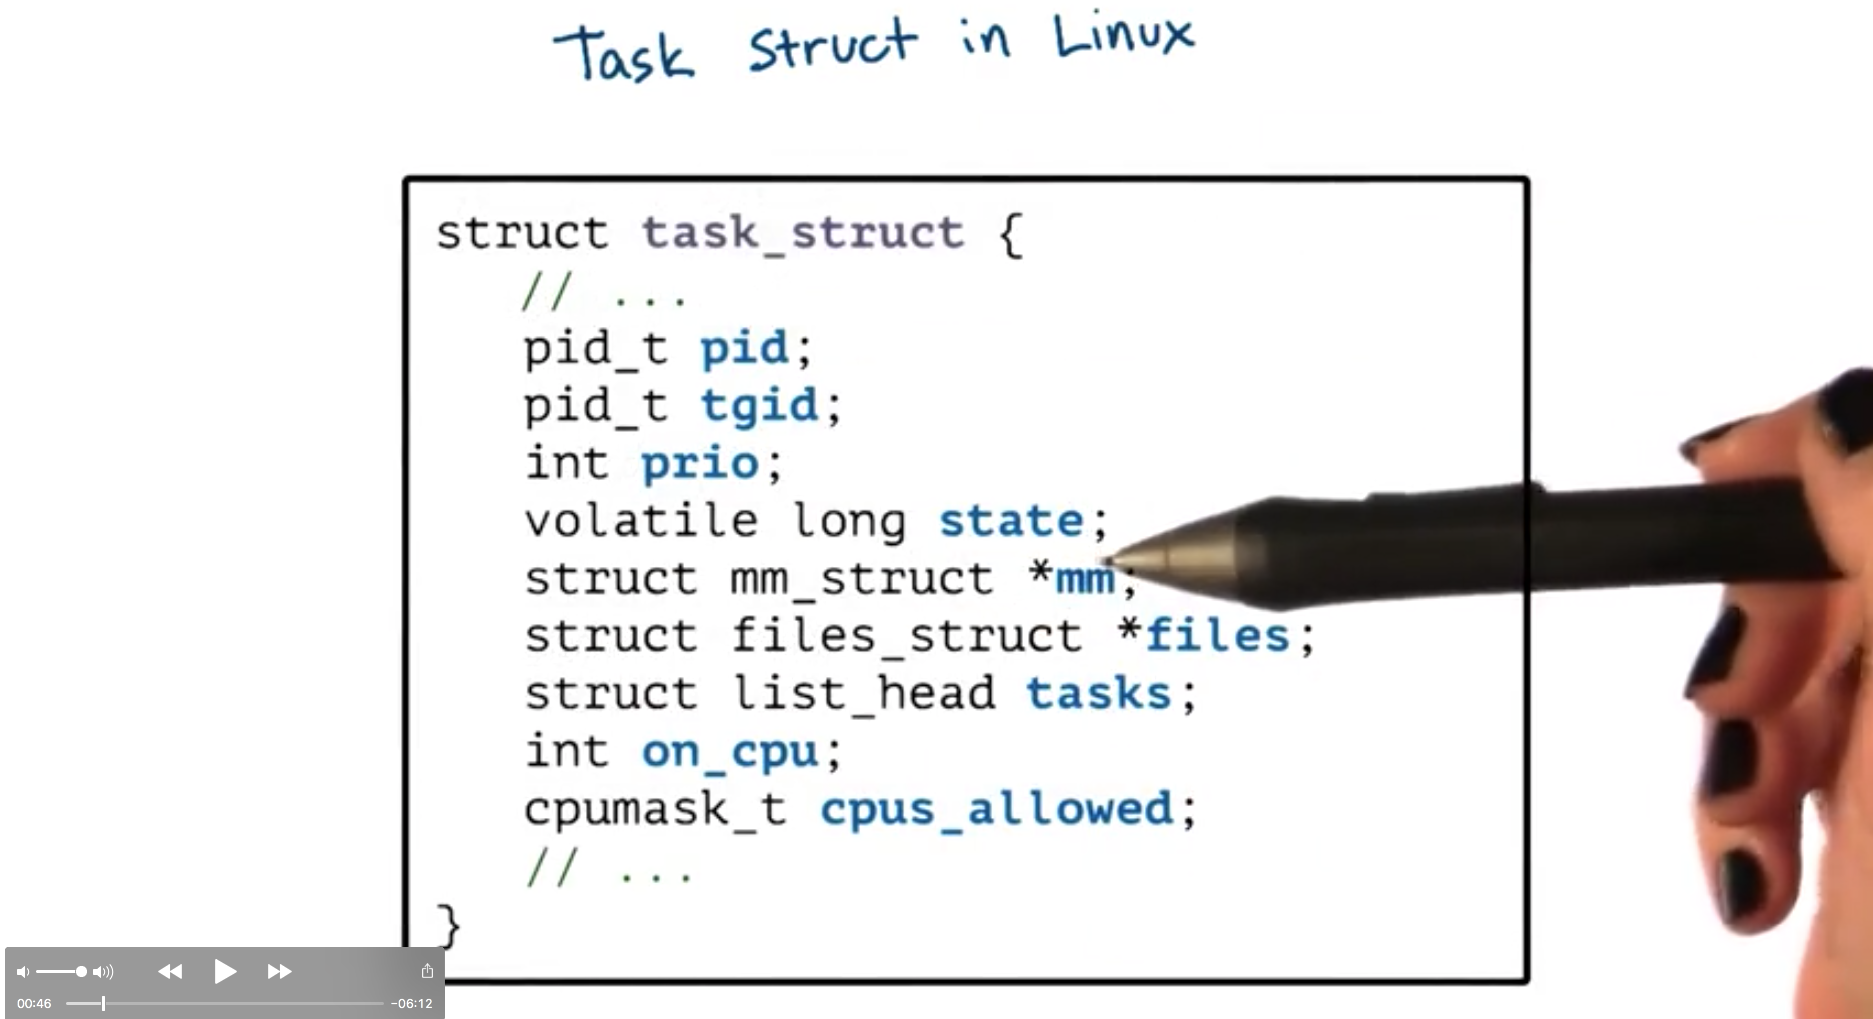 Task Struct in Linux
struct task_struct {
// ...
pid_t pid;
pid_t tgid;
int prio;
volatile long state;
struct mm_struct *mm;
struct files_struct *files;
struct list_head tasks;
int on_cpu;
cpumask_t cpus_allowed;
// ...
}
00:46
-06:12